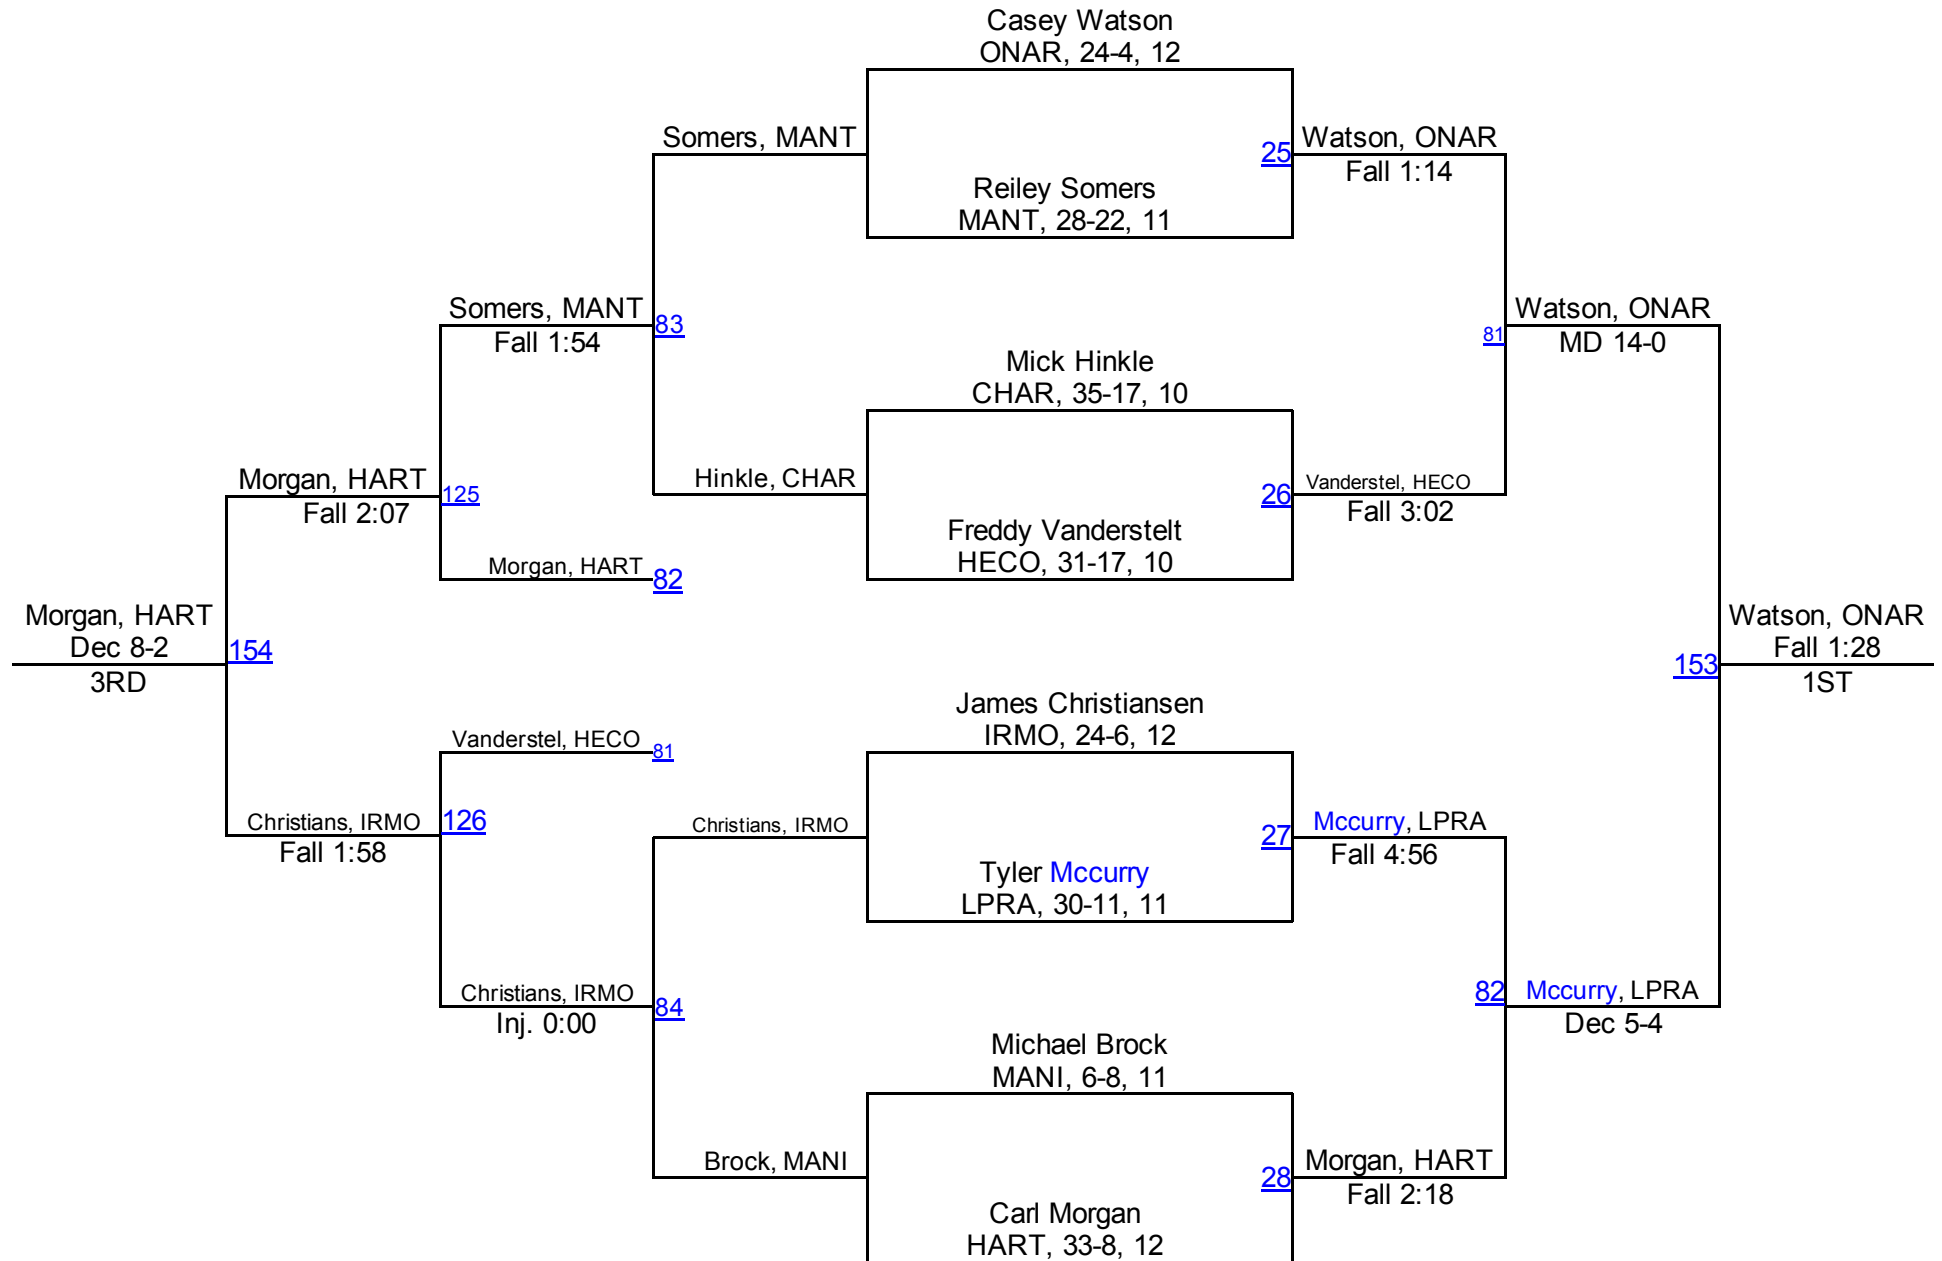 Casey Watson
ONAR, 24-4, 12
Somers, MANT
25
Watson, ONAR
Fall 1:14
Reiley Somers
MANT, 28-22, 11
Somers, MANT
Fall 1:54
83
81
Watson, ONAR
MD 14-0
Mick Hinkle
CHAR, 35-17, 10
Morgan, HART
Fall 2:07
125
Hinkle, CHAR
26
Vanderstel, HECO
Fall 3:02
Freddy Vanderstelt
HECO, 31-17, 10
Morgan, HART
82
Morgan, HART
Dec 8-2
3RD
154
153
Watson, ONAR
Fall 1:28
1ST
James Christiansen
IRMO, 24-6, 12
Vanderstel, HECO
81
Christians, IRMO
Fall 1:58
126
Christians, IRMO
27
Mccurry, LPRA
Fall 4:56
Tyler Mccurry
LPRA, 30-11, 11
Christians, IRMO
Inj. 0:00
84
82
Mccurry, LPRA
Dec 5-4
Michael Brock
MANI, 6-8, 11
Brock, MANI
28
Morgan, HART
Fall 2:18
Carl Morgan
HART, 33-8, 12